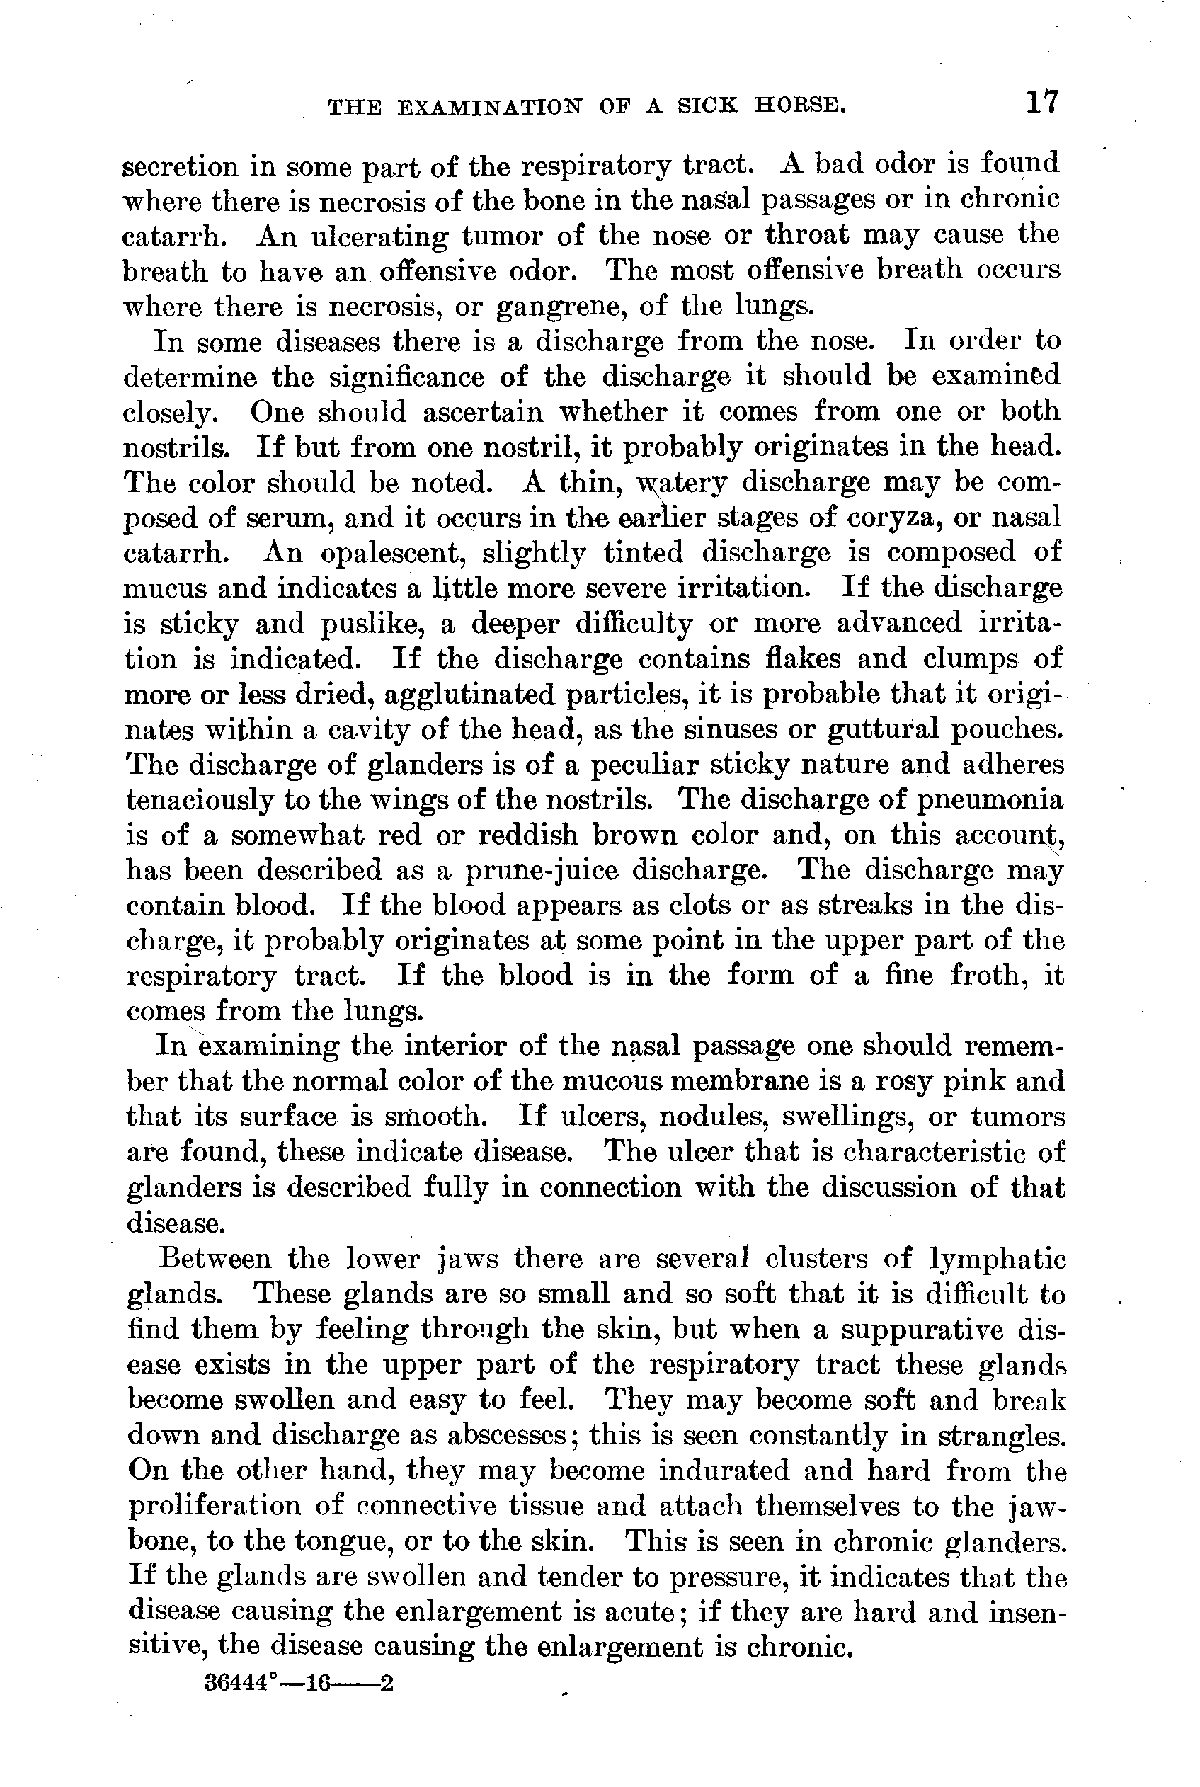 THE EXAMINATION OF A SICK HORSE. 17
secretion in some part of the respiratory tract. A bad odor is found
where there is necrosis of the bone in the nasal passages or in chronic
catarrh. An ulcerating tumor of the nose or throat may cause the
breath to have an offensive odor. The most offensive breath occurs
where there is necrosis, or gangrene, of the lungs.
In some diseases there is a discharge from the nose. In order to
determine the significance of the discharge it should be examined
closely. One should ascertain whether it comes from one or both
nostrils. If but from one nostril, it probably originates in the head.
The color should be noted. A thin, watery discharge may be com-
posed of serum, and it occurs in the earlier stages of coryza, or nasal
catarrh. An opalescent, slightly tinted discharge is composed of
mucus and indicates a little more severe irritation. If the discharge
is sticky and puslike, a deeper difficulty or more advanced irrita-
tion is indicated. If the discharge contains flakes and clumps of
more or less dried, agglutinated particles, it is probable that it origi-
nates within a cavity of the head, as the sinuses or guttural pouches.
The discharge of glanders is of a peculiar sticky nature and adheres
tenaciously to the wings of the nostrils. The discharge of pneumonia
is of a somewhat red or reddish brown color and, on this account,
has been described as a prune-juice discharge. The discharge may
contain blood. If the blood appears as clots or as streaks in the dis-
charge, it probably originates at some point in the upper part of the
respiratory tract. If the blood is in the form of a fine froth, it
comes from the lungs.
In examining the interior of the nasal passage one should remem-
ber that the normal color of the mucous membrane is a rosy pink and
that its surface is smooth. If ulcers, nodules, swellings, or tumors
are found, these indicate disease. The ulcer that is characteristic of
glanders is described fully in connection with the discussion of that
disease.
Between the lower jaws there are several clusters of lymphatic
glands. These glands are so small and so soft that it is difficult to
find them by feeling through the skin, but when a suppurative dis-
ease exists in the upper part of the respiratory tract these glands
become swollen and easy to feel. They may become soft and break
down and discharge as abscesses; this is seen constantly in strangles.
On the other hand, they may become indurated and hard from the
proliferation of connective tissue and attach themselves to the jaw-
bone, to the tongue, or to the skin. This is seen in chronic glanders.
If the glands are swollen and tender to pressure, it indicates that the
disease causing the enlargement is acute; if they are hard and insen-
sitive, the disease causing the enlargement is chronic.
36444°—16——2